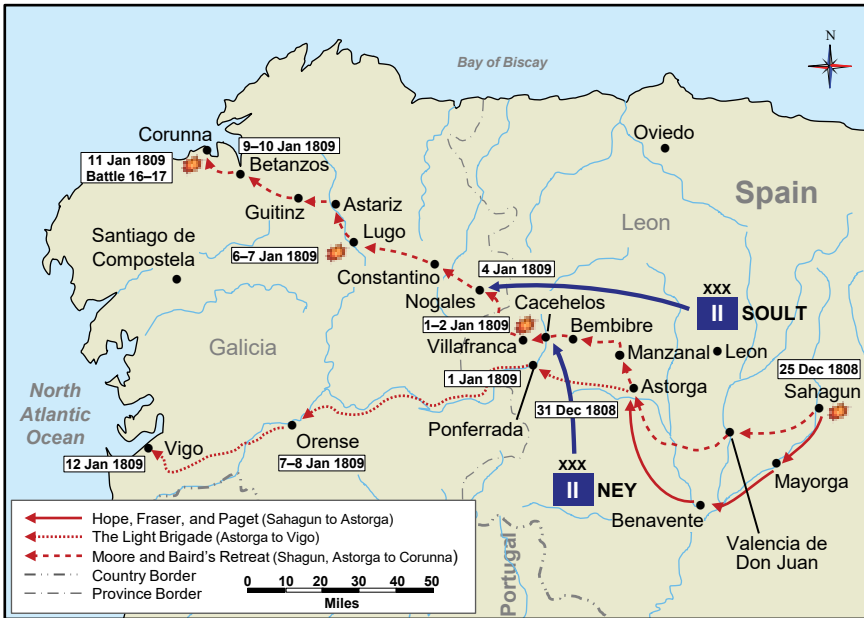 N
Bay of Biscay
Corunna
9–10 Jan 1809
Oviedo
11 Jan 1809
Battle 16–17
Betanzos
Spain
Guitinz
Astariz
Leon
Lugo
Santiago de
Compostela
6–7 Jan 1809
Constantino
4 Jan 1809
Nogales
XXX
II SOULT
Cacehelos
1–2 Jan 1809
Bembibre
Villafranca
Manzanal
Leon
Galicia
25 Dec 1808
Sahagun
1 Jan 1809
Astorga
North
Atlantic
Ocean
31 Dec 1808
Ponferrada
Vigo
Orense
12 Jan 1809
7–8 Jan 1809
XXX
II NEY
Mayorga
Benavente
Valencia de
Don Juan
Portugal
Hope, Fraser, and Paget (Sahagun to Astorga)
The Light Brigade (Astorga to Vigo)
Moore and Baird's Retreat (Shagun, Astorga to Corunna)
Country Border
Province Border
0 10 20 30 40 50
Miles